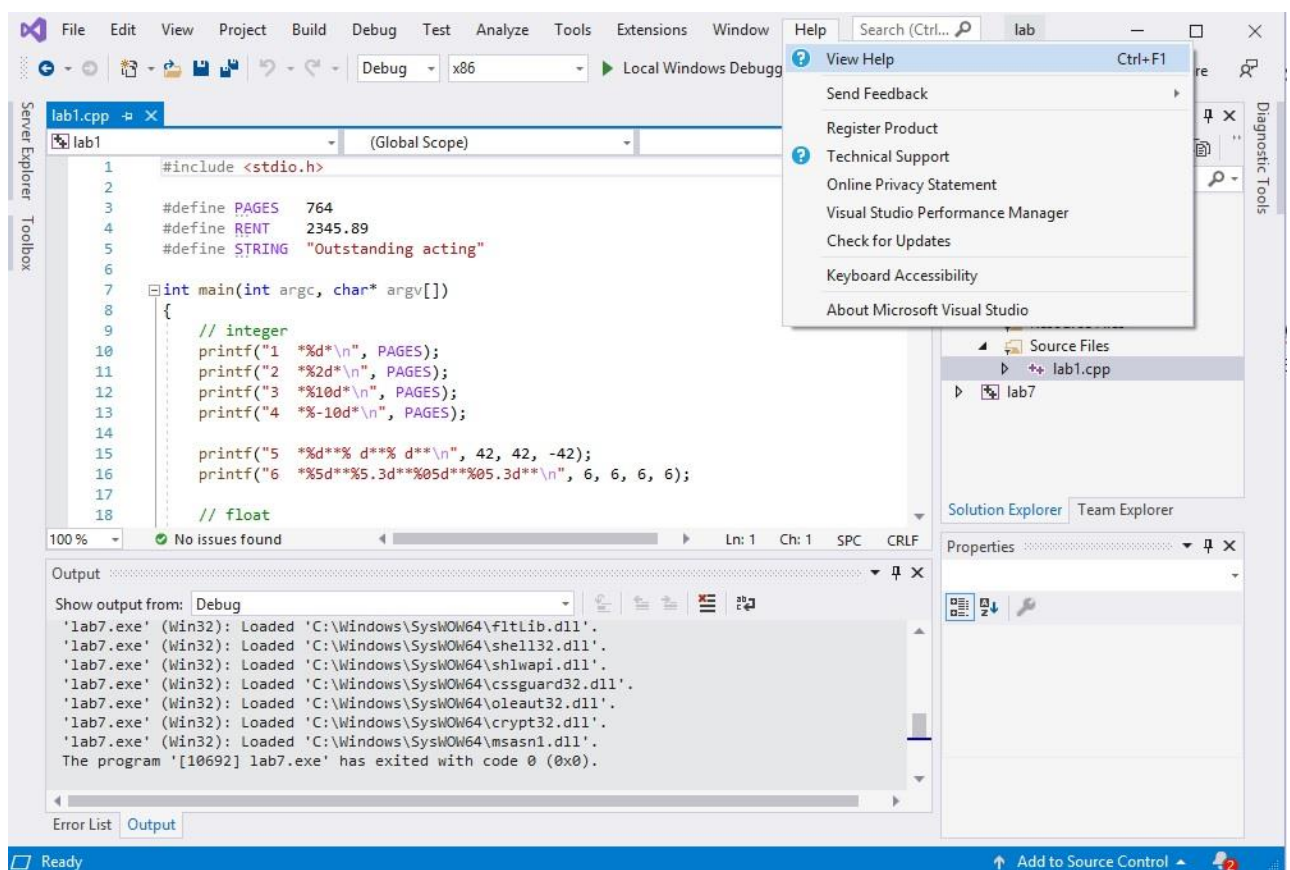 File Edit View Project Build Debug Test Analyze Tools Extensions Window Help Search (Ctrl... lab
Debug x86 Local Windows Debugg
View Help Ctrl+F1
Send Feedback
Register Product
Technical Support
Online Privacy Statement
Visual Studio Performance Manager
Check for Updates
Keyboard Accessibility
About Microsoft Visual Studio
Server Explorer
Toolbox
Diagnostic Tools
lab1.cpp
lab1 (Global Scope)
1 #include <stdio.h>
2
3 #define PAGES 764
4 #define RENT 2345.89
5 #define STRING "Outstanding acting"
6
7 int main(int argc, char* argv[])
8 {
9 // integer
10 printf("1 *%d*\n", PAGES);
11 printf("2 *%2d*\n", PAGES);
12 printf("3 *%10d*\n", PAGES);
13 printf("4 *%-10d*\n", PAGES);
14
15 printf("5 *%d**% d**% d**\n", 42, 42, -42);
16 printf("6 *%5d**%5.3d**%05d**%05.3d**\n", 6, 6, 6, 6);
17
18 // float
100 % No issues found Ln: 1 Ch: 1 SPC CRLF
Source Files
lab1.cpp
lab7
Solution Explorer Team Explorer
Properties
Output
Show output from: Debug
'lab7.exe' (Win32): Loaded 'C:\Windows\SysWOW64\fltLib.dll'.
'lab7.exe' (Win32): Loaded 'C:\Windows\SysWOW64\shell32.dll'.
'lab7.exe' (Win32): Loaded 'C:\Windows\SysWOW64\shlwapi.dll'.
'lab7.exe' (Win32): Loaded 'C:\Windows\SysWOW64\cssguard32.dll'.
'lab7.exe' (Win32): Loaded 'C:\Windows\SysWOW64\oleaut32.dll'.
'lab7.exe' (Win32): Loaded 'C:\Windows\SysWOW64\crypt32.dll'.
'lab7.exe' (Win32): Loaded 'C:\Windows\SysWOW64\msasn1.dll'.
The program '[10692] lab7.exe' has exited with code 0 (0x0).
Error List Output
Ready Add to Source Control 2